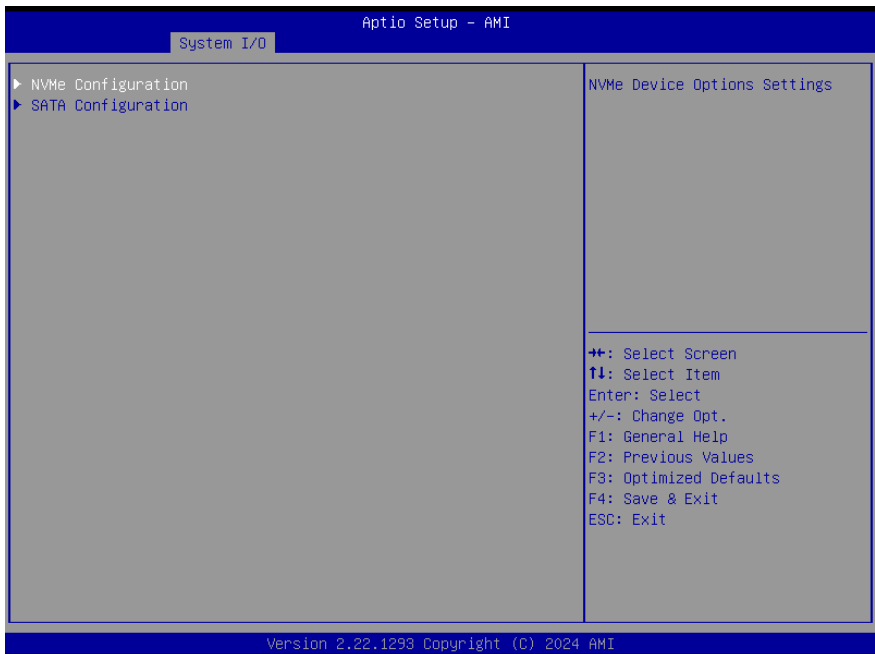 Aptio Setup – AMI
System I/O
▶ NVMe Configuration
▶ SATA Configuration
NVMe Device Options Settings
→←: Select Screen
↑↓: Select Item
Enter: Select
+/-: Change Opt.
F1: General Help
F2: Previous Values
F3: Optimized Defaults
F4: Save & Exit
ESC: Exit
Version 2.22.1293 Copyright (C) 2024 AMI